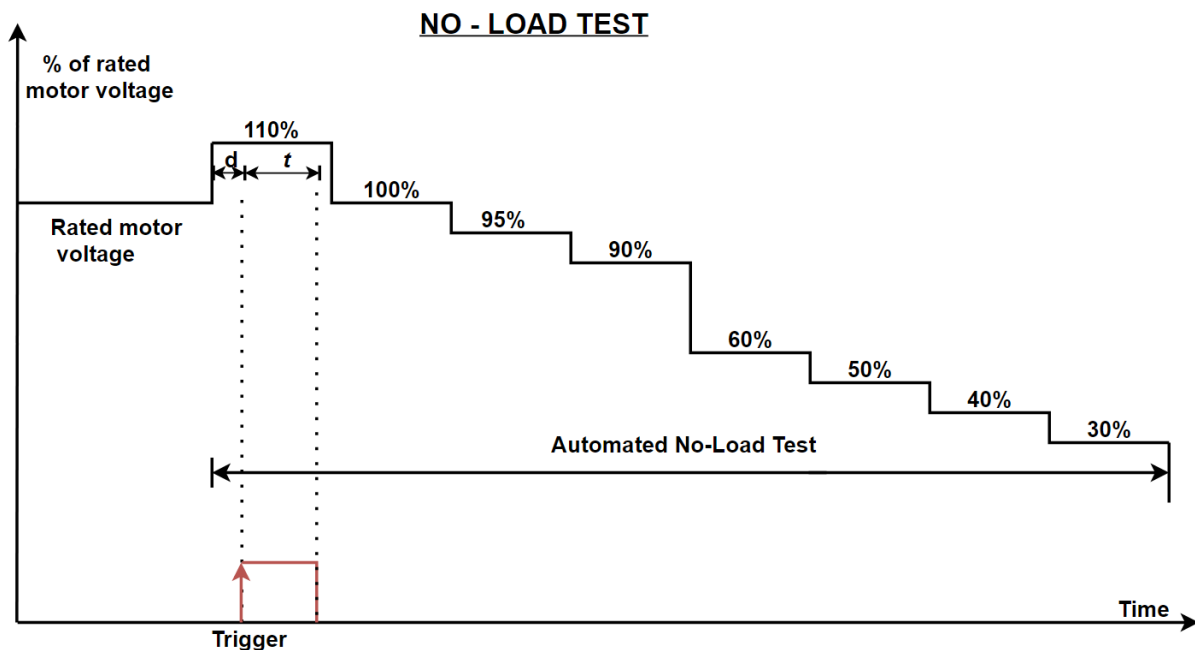 NO - LOAD TEST
% of rated
motor voltage
110%
d
t
100%
Rated motor
voltage
95%
90%
60%
50%
40%
30%
Automated No-Load Test
Time
Trigger